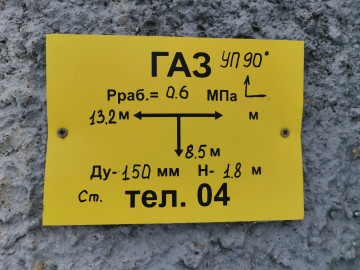 ГАЗ УП 90°
Рраб.= 0.6 МПа
13,2 м м
8.5 м
Ду- 150 мм Н- 1.8 м
Ст. тел. 04